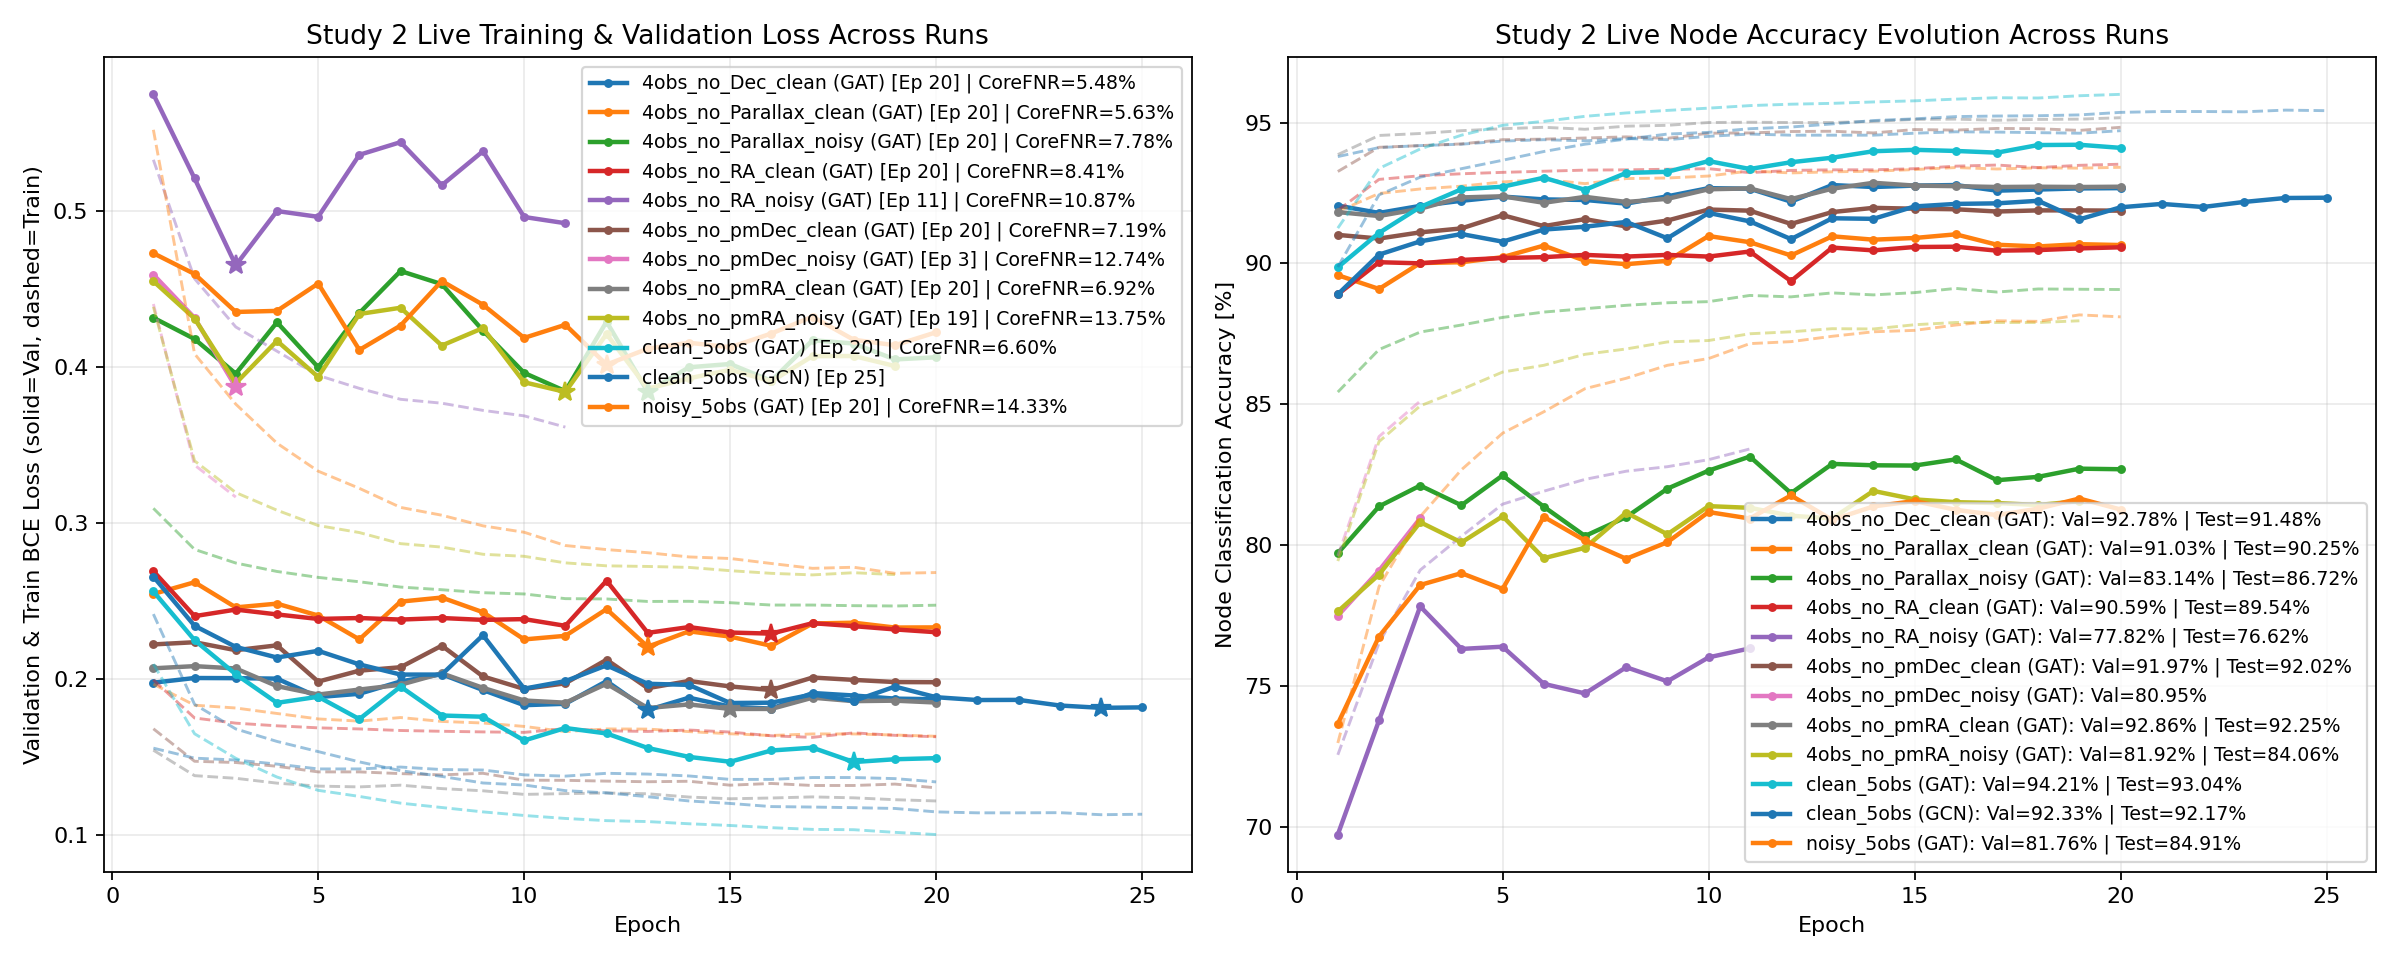 Study 2 Live Training & Validation Loss Across Runs
Validation & Train BCE Loss (solid=Val, dashed=Train)
0.5
0.4
0.3
0.2
0.1
0
5
10
15
20
25
Epoch
4obs_no_Dec_clean (GAT) [Ep 20] | CoreFNR=5.48%
4obs_no_Parallax_clean (GAT) [Ep 20] | CoreFNR=5.63%
4obs_no_Parallax_noisy (GAT) [Ep 20] | CoreFNR=7.78%
4obs_no_RA_clean (GAT) [Ep 20] | CoreFNR=8.41%
4obs_no_RA_noisy (GAT) [Ep 11] | CoreFNR=10.87%
4obs_no_pmDec_clean (GAT) [Ep 20] | CoreFNR=7.19%
4obs_no_pmDec_noisy (GAT) [Ep 3] | CoreFNR=12.74%
4obs_no_pmRA_clean (GAT) [Ep 20] | CoreFNR=6.92%
4obs_no_pmRA_noisy (GAT) [Ep 19] | CoreFNR=13.75%
clean_5obs (GAT) [Ep 20] | CoreFNR=6.60%
clean_5obs (GCN) [Ep 25]
noisy_5obs (GAT) [Ep 20] | CoreFNR=14.33%
Study 2 Live Node Accuracy Evolution Across Runs
Node Classification Accuracy [%]
95
90
85
80
75
70
0
5
10
15
20
25
Epoch
4obs_no_Dec_clean (GAT): Val=92.78% | Test=91.48%
4obs_no_Parallax_clean (GAT): Val=91.03% | Test=90.25%
4obs_no_Parallax_noisy (GAT): Val=83.14% | Test=86.72%
4obs_no_RA_clean (GAT): Val=90.59% | Test=89.54%
4obs_no_RA_noisy (GAT): Val=77.82% | Test=76.62%
4obs_no_pmDec_clean (GAT): Val=91.97% | Test=92.02%
4obs_no_pmDec_noisy (GAT): Val=80.95%
4obs_no_pmRA_clean (GAT): Val=92.86% | Test=92.25%
4obs_no_pmRA_noisy (GAT): Val=81.92% | Test=84.06%
clean_5obs (GAT): Val=94.21% | Test=93.04%
clean_5obs (GCN): Val=92.33% | Test=92.17%
noisy_5obs (GAT): Val=81.76% | Test=84.91%